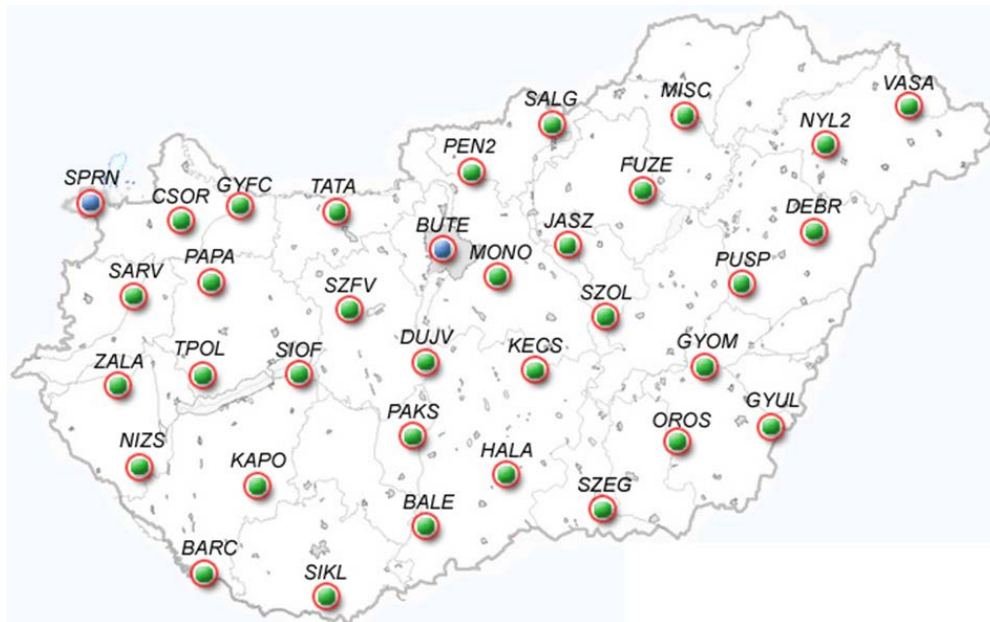 VASA
SALG
MISC
NYL2
PEN2
FUZE
SPRN
CSOR
GYFC
TATA
BUTE
JASZ
DEBR
MONO
SARV
PAPA
SZFV
PUSP
SZOL
ZALA
TPOL
SIOF
DUJV
KECS
GYOM
GYUL
PAKS
OROS
NIZS
KAPO
HALA
SZEG
BALE
BARC
SIKL